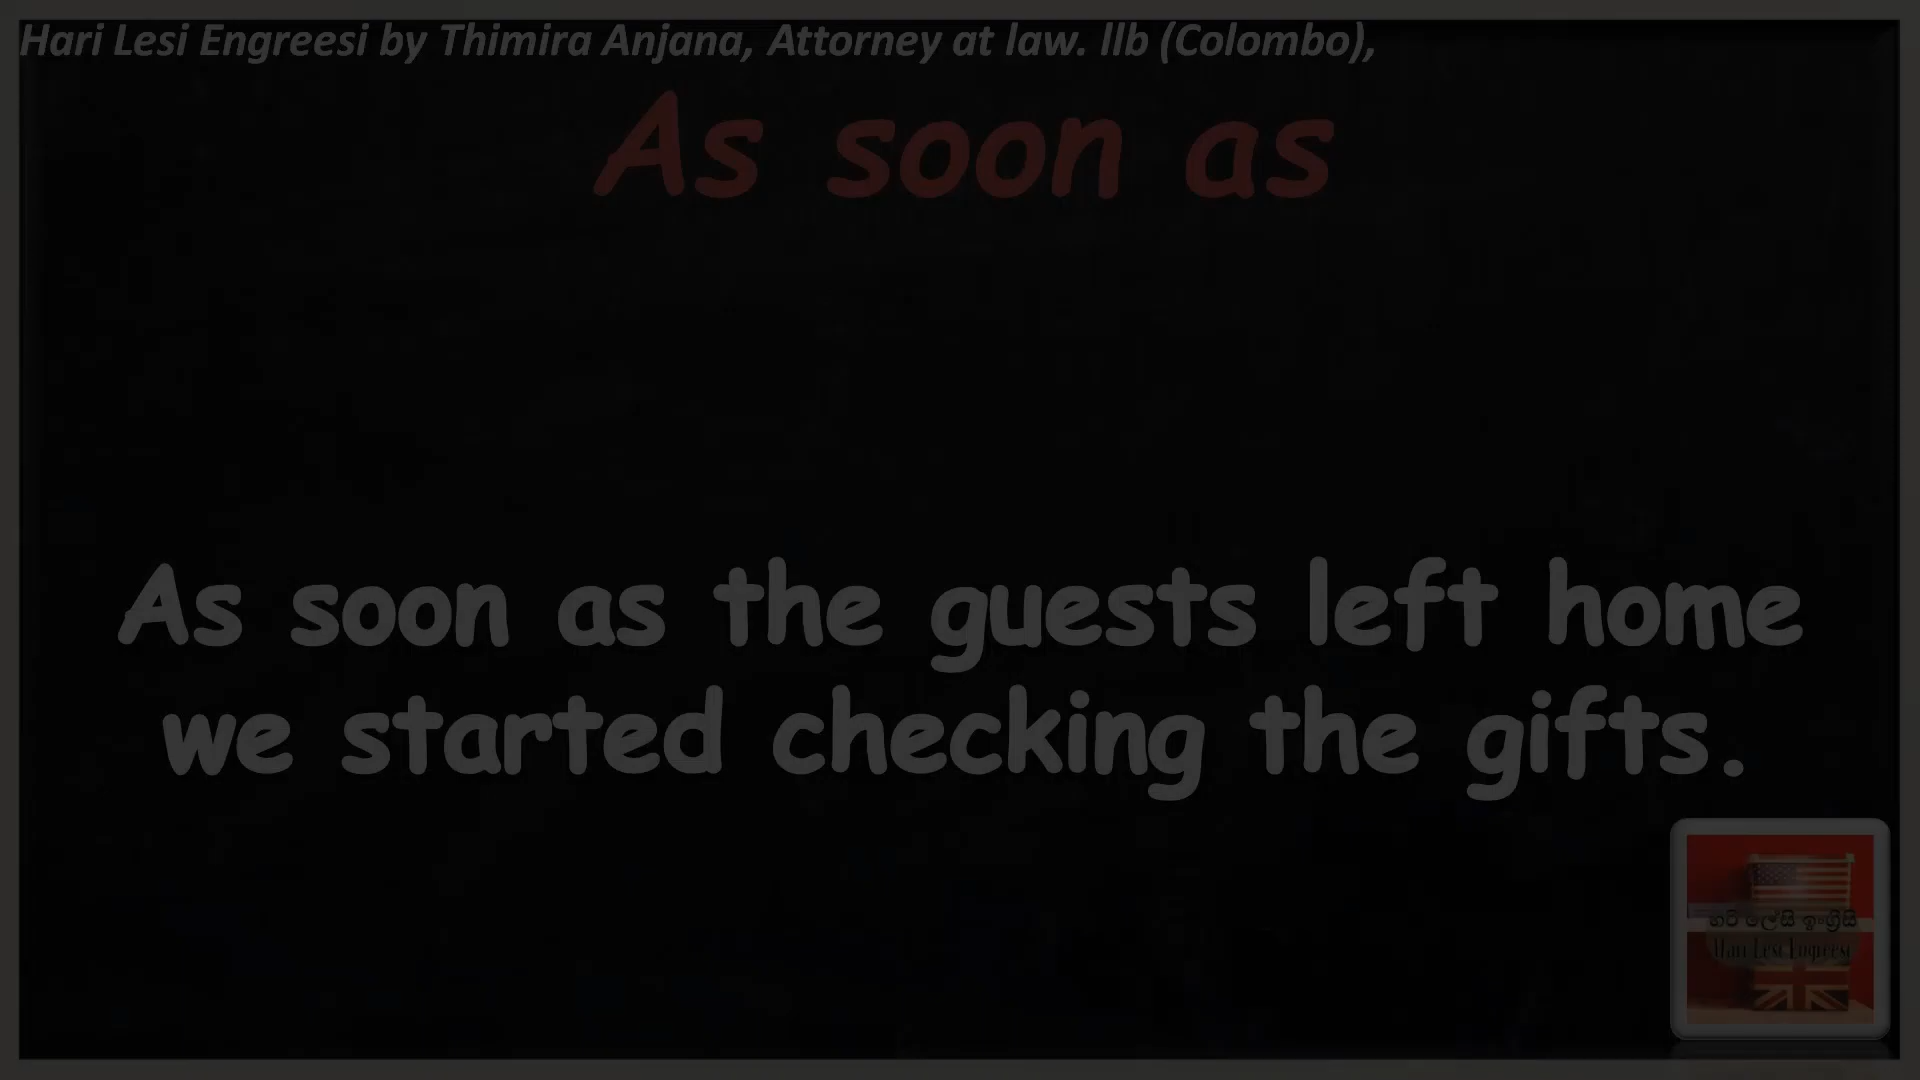 Hari Lesi Engreesi by Thimira Anjana, Attorney at law. llb (Colombo),
As soon as
As soon as the guests left home
we started checking the gifts.
හරි ලේසි ඉංග්‍රීසි
Hari Lesi Engreesi